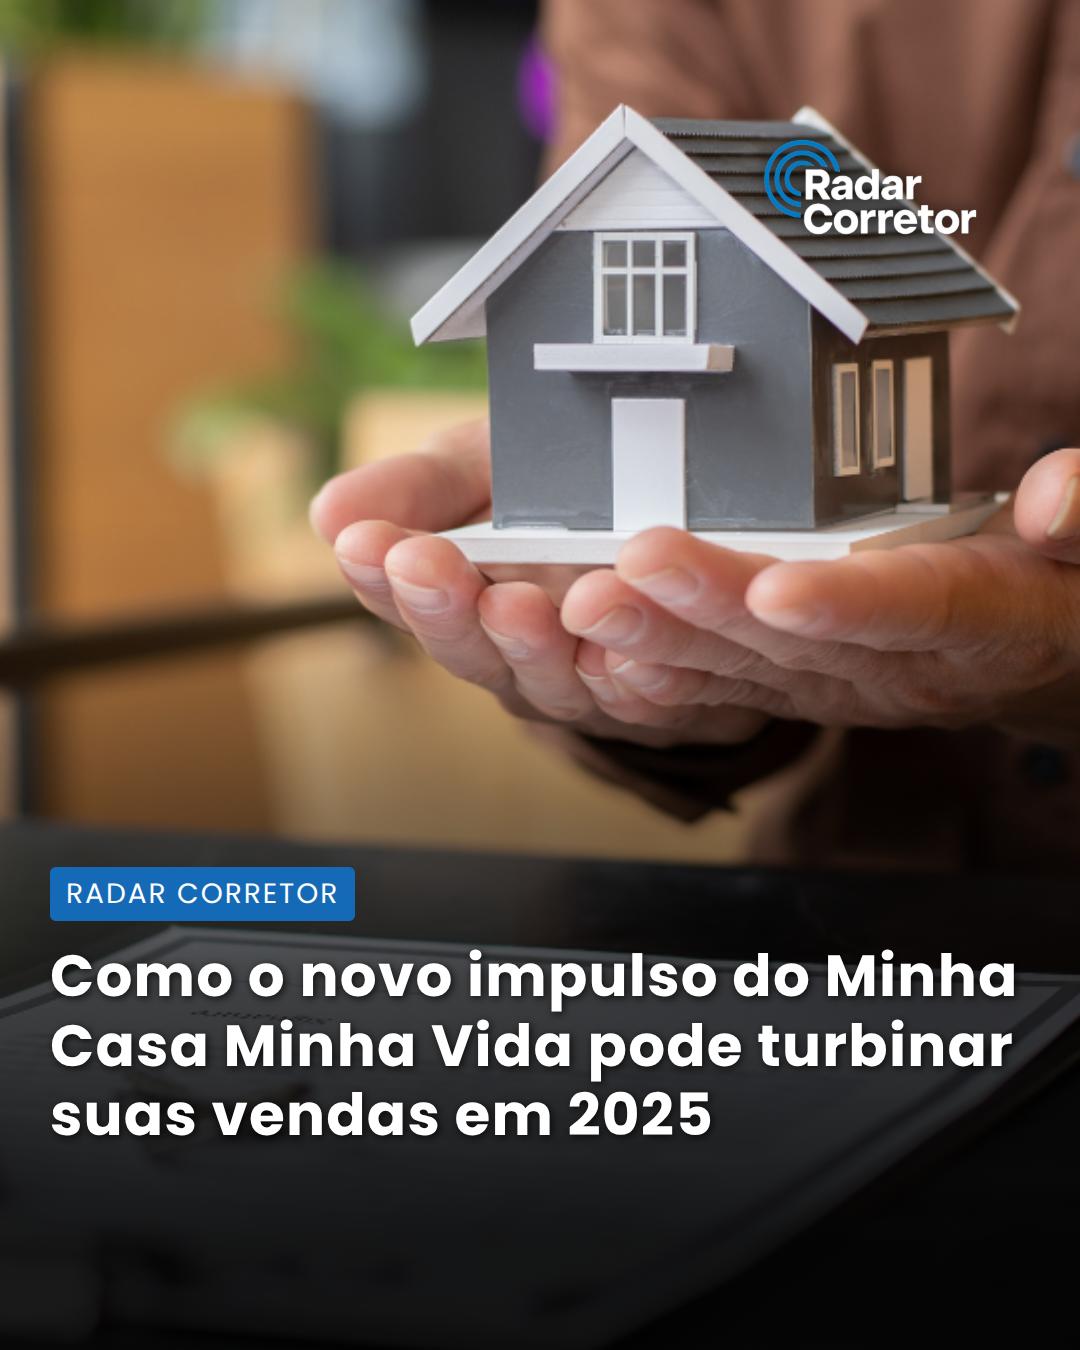 Radar
Corretor
RADAR CORRETOR
Como o novo impulso do Minha
Casa Minha Vida pode turbinar
suas vendas em 2025